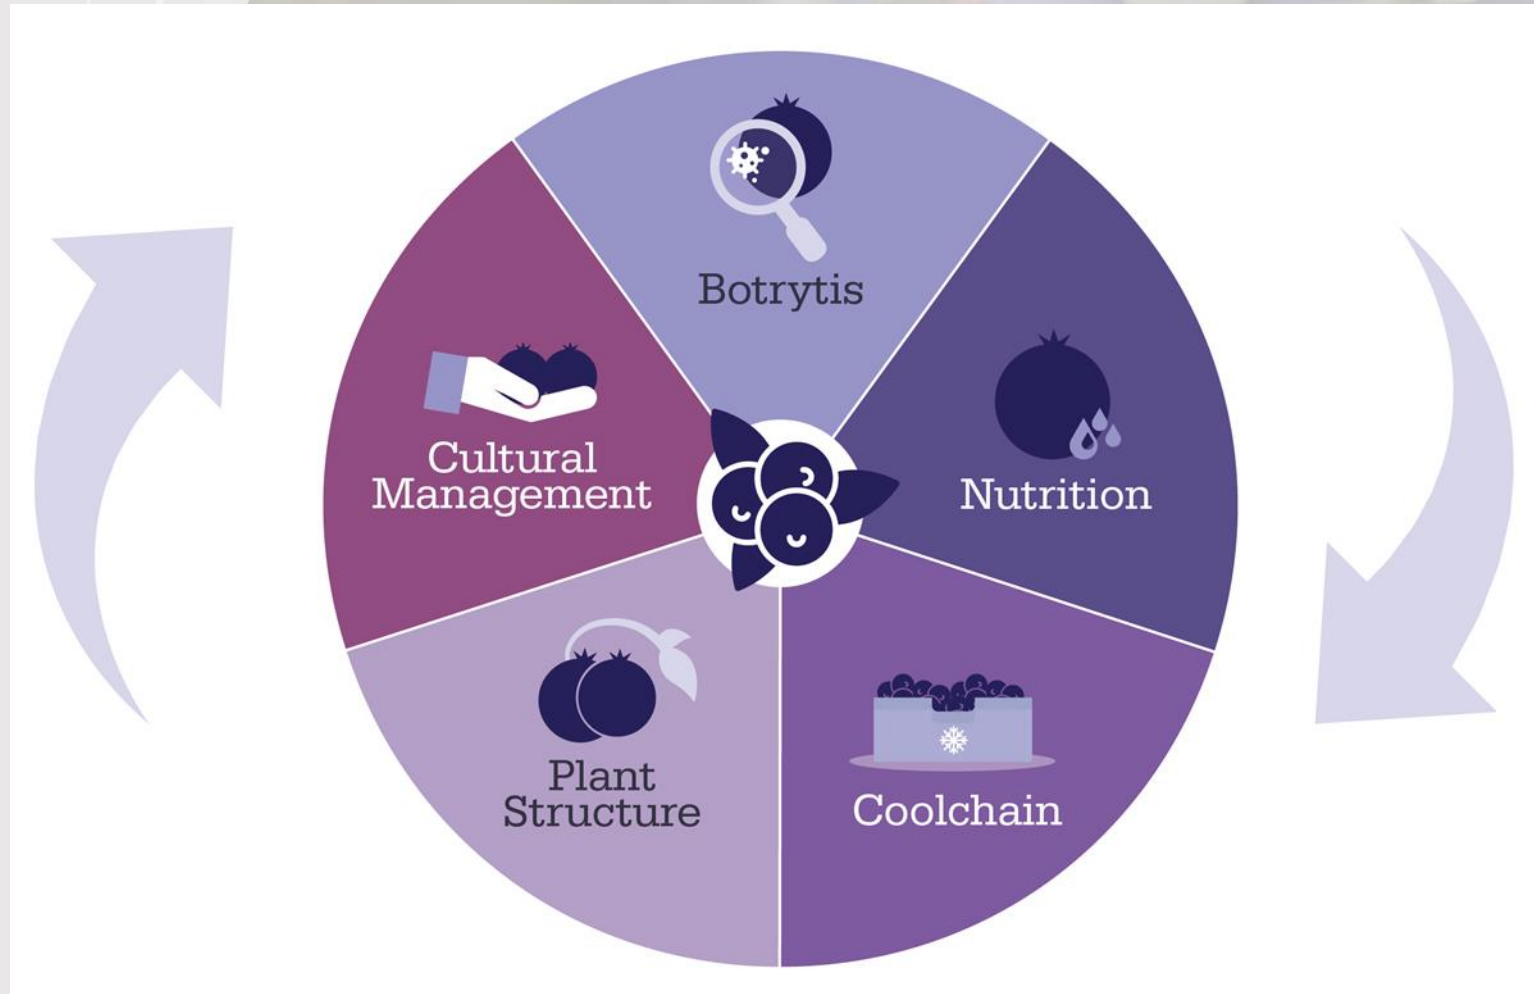 Botrytis
Nutrition
Coolchain
Plant
Structure
Cultural
Management